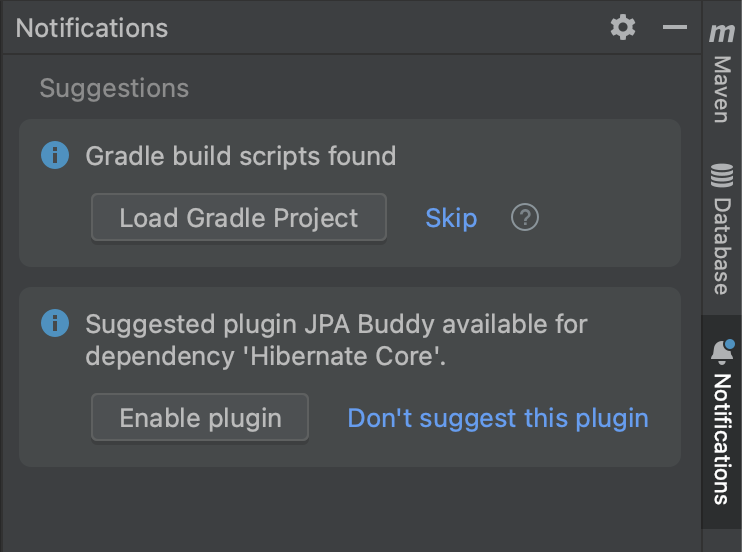 Notifications
Suggestions
Gradle build scripts found
Load Gradle Project
Skip
?
Suggested plugin JPA Buddy available for
dependency 'Hibernate Core'.
Enable plugin
Don't suggest this plugin
m
Maven
Database
Notifications